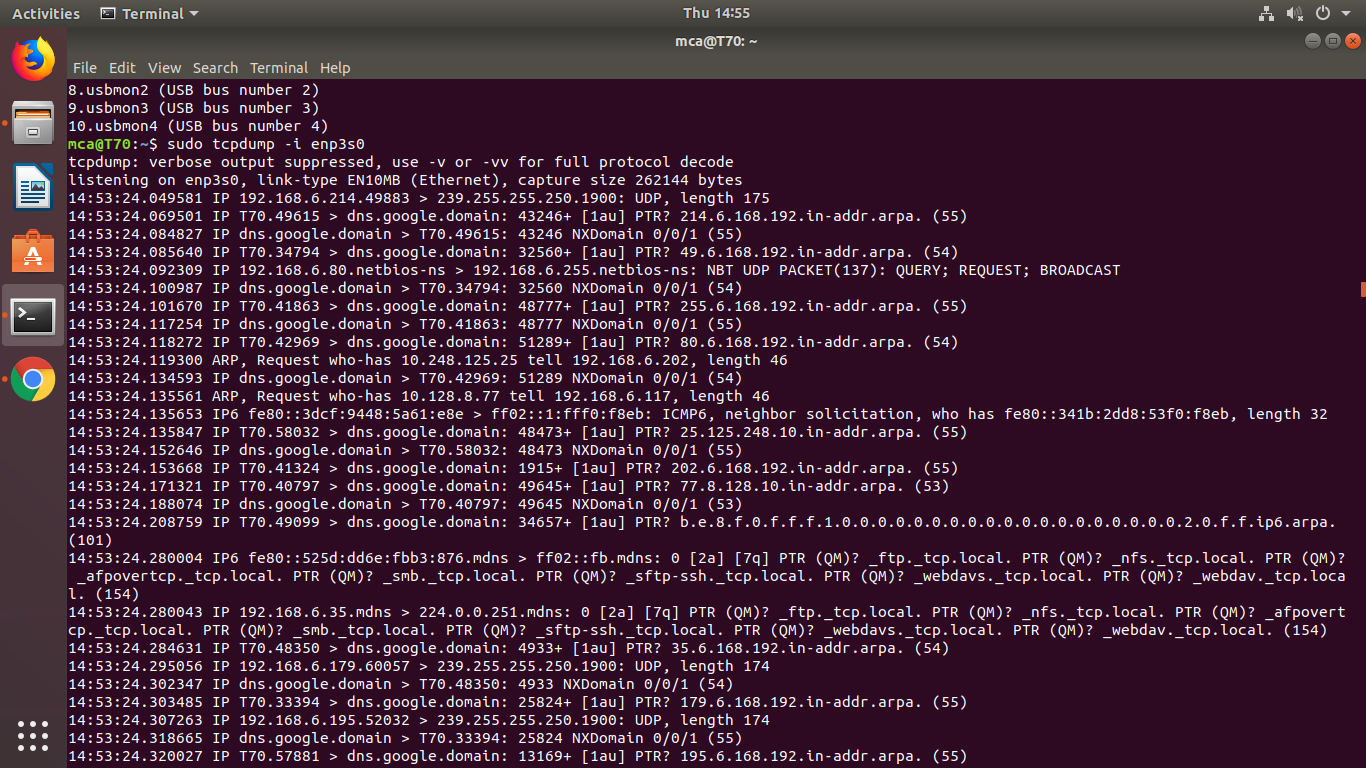 Activities
Terminal
Thu 14:55
mca@T70: ~
File Edit View Search Terminal Help
8.usbmon2 (USB bus number 2)
9.usbmon3 (USB bus number 3)
10.usbmon4 (USB bus number 4)
mca@T70:~$ sudo tcpdump -i enp3s0
tcpdump: verbose output suppressed, use -v or -vv for full protocol decode
listening on enp3s0, link-type EN10MB (Ethernet), capture size 262144 bytes
14:53:24.049581 IP 192.168.6.214.49883 > 239.255.255.250.1900: UDP, length 175
14:53:24.069501 IP T70.49615 > dns.google.domain: 43246+ [1au] PTR? 214.6.168.192.in-addr.arpa. (55)
14:53:24.084827 IP dns.google.domain > T70.49615: 43246 NXDomain 0/0/1 (55)
14:53:24.085640 IP T70.34794 > dns.google.domain: 32560+ [1au] PTR? 49.6.168.192.in-addr.arpa. (54)
14:53:24.092309 IP 192.168.6.80.netbios-ns > 192.168.6.255.netbios-ns: NBT UDP PACKET(137): QUERY; REQUEST; BROADCAST
14:53:24.100987 IP dns.google.domain > T70.34794: 32560 NXDomain 0/0/1 (54)
14:53:24.101670 IP T70.41863 > dns.google.domain: 48777+ [1au] PTR? 255.6.168.192.in-addr.arpa. (55)
14:53:24.117254 IP dns.google.domain > T70.41863: 48777 NXDomain 0/0/1 (55)
14:53:24.118272 IP T70.42969 > dns.google.domain: 51289+ [1au] PTR? 80.6.168.192.in-addr.arpa. (54)
14:53:24.119300 ARP, Request who-has 10.248.125.25 tell 192.168.6.202, length 46
14:53:24.134593 IP dns.google.domain > T70.42969: 51289 NXDomain 0/0/1 (54)
14:53:24.135561 ARP, Request who-has 10.128.8.77 tell 192.168.6.117, length 46
14:53:24.135653 IP6 fe80::3dcf:9448:5a61:e8e > ff02::1:fff0:f8eb: ICMP6, neighbor solicitation, who has fe80::341b:2dd8:53f0:f8eb, length 32
14:53:24.135847 IP T70.58032 > dns.google.domain: 48473+ [1au] PTR? 25.125.248.10.in-addr.arpa. (55)
14:53:24.152646 IP dns.google.domain > T70.58032: 48473 NXDomain 0/0/1 (55)
14:53:24.153668 IP T70.41324 > dns.google.domain: 1915+ [1au] PTR? 202.6.168.192.in-addr.arpa. (55)
14:53:24.171321 IP T70.40797 > dns.google.domain: 49645+ [1au] PTR? 77.8.128.10.in-addr.arpa. (53)
14:53:24.188074 IP dns.google.domain > T70.40797: 49645 NXDomain 0/0/1 (53)
14:53:24.208759 IP T70.49099 > dns.google.domain: 34657+ [1au] PTR? b.e.8.f.0.f.f.f.1.0.0.0.0.0.0.0.0.0.0.0.0.0.0.0.0.0.0.0.2.0.f.f.ip6.arpa.
(101)
14:53:24.280004 IP6 fe80::525d:dd6e:fbb3:876.mdns > ff02::fb.mdns: 0 [2a] [7q] PTR (QM)? _ftp._tcp.local. PTR (QM)? _nfs._tcp.local. PTR (QM)?
_afpovertcp._tcp.local. PTR (QM)? _smb._tcp.local. PTR (QM)? _sftp-ssh._tcp.local. PTR (QM)? _webdavs._tcp.local. PTR (QM)? _webdav._tcp.loca
l. (154)
14:53:24.280043 IP 192.168.6.35.mdns > 224.0.0.251.mdns: 0 [2a] [7q] PTR (QM)? _ftp._tcp.local. PTR (QM)? _nfs._tcp.local. PTR (QM)? _afpovert
cp._tcp.local. PTR (QM)? _smb._tcp.local. PTR (QM)? _sftp-ssh._tcp.local. PTR (QM)? _webdavs._tcp.local. PTR (QM)? _webdav._tcp.local. (154)
14:53:24.284631 IP T70.48350 > dns.google.domain: 4933+ [1au] PTR? 35.6.168.192.in-addr.arpa. (54)
14:53:24.295056 IP 192.168.6.179.60057 > 239.255.255.250.1900: UDP, length 174
14:53:24.302347 IP dns.google.domain > T70.48350: 4933 NXDomain 0/0/1 (54)
14:53:24.303485 IP T70.33394 > dns.google.domain: 25824+ [1au] PTR? 179.6.168.192.in-addr.arpa. (55)
14:53:24.307263 IP 192.168.6.195.52032 > 239.255.255.250.1900: UDP, length 174
14:53:24.318665 IP dns.google.domain > T70.33394: 25824 NXDomain 0/0/1 (55)
14:53:24.320027 IP T70.57881 > dns.google.domain: 13169+ [1au] PTR? 195.6.168.192.in-addr.arpa. (55)